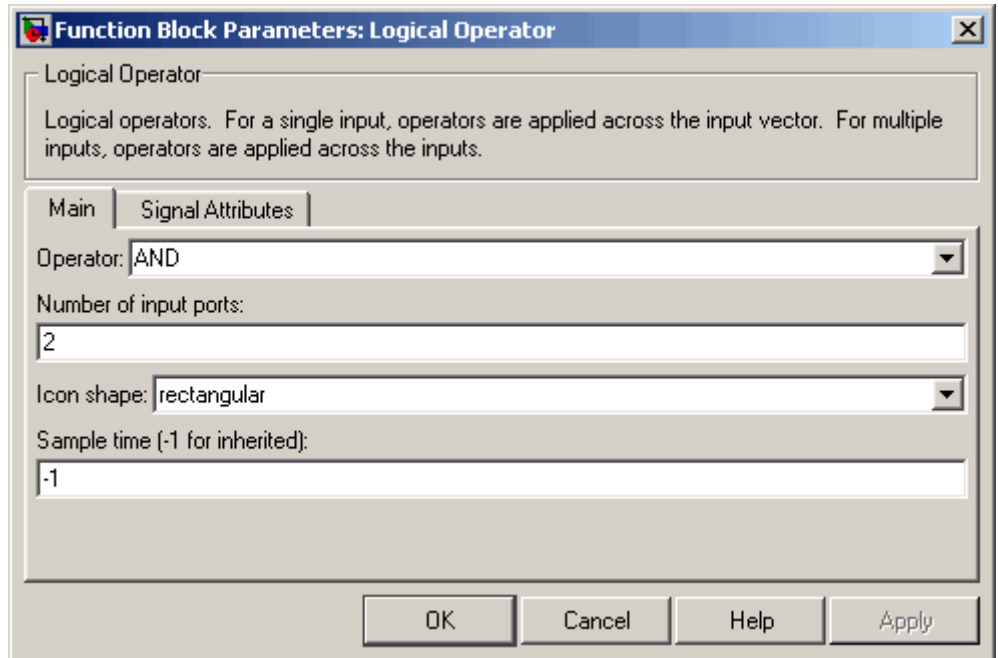 Function Block Parameters: Logical Operator
Logical Operator
Logical operators. For a single input, operators are applied across the input vector. For multiple
inputs, operators are applied across the inputs.
Main Signal Attributes
Operator: AND
Number of input ports:
2
Icon shape: rectangular
Sample time (-1 for inherited):
-1
OK Cancel Help Apply